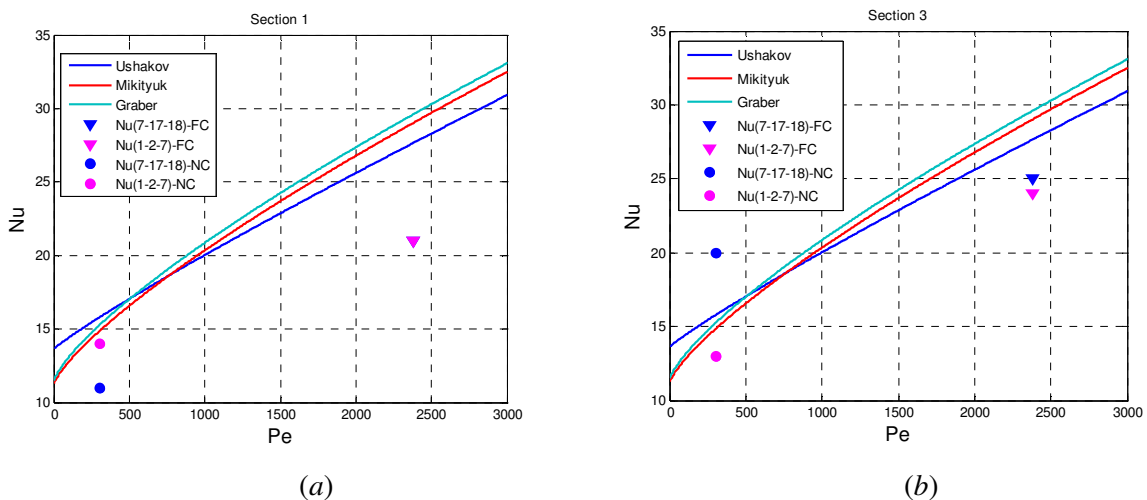 Section 1
35
30
25
20
15
10
Nu
0
500
1000
1500
2000
2500
3000
Pe
Ushakov
Mikityuk
Graber
Nu(7-17-18)-FC
Nu(1-2-7)-FC
Nu(7-17-18)-NC
Nu(1-2-7)-NC
(a)
Section 3
35
30
25
20
15
10
Nu
0
500
1000
1500
2000
2500
3000
Pe
Ushakov
Mikityuk
Graber
Nu(7-17-18)-FC
Nu(1-2-7)-FC
Nu(7-17-18)-NC
Nu(1-2-7)-NC
(b)